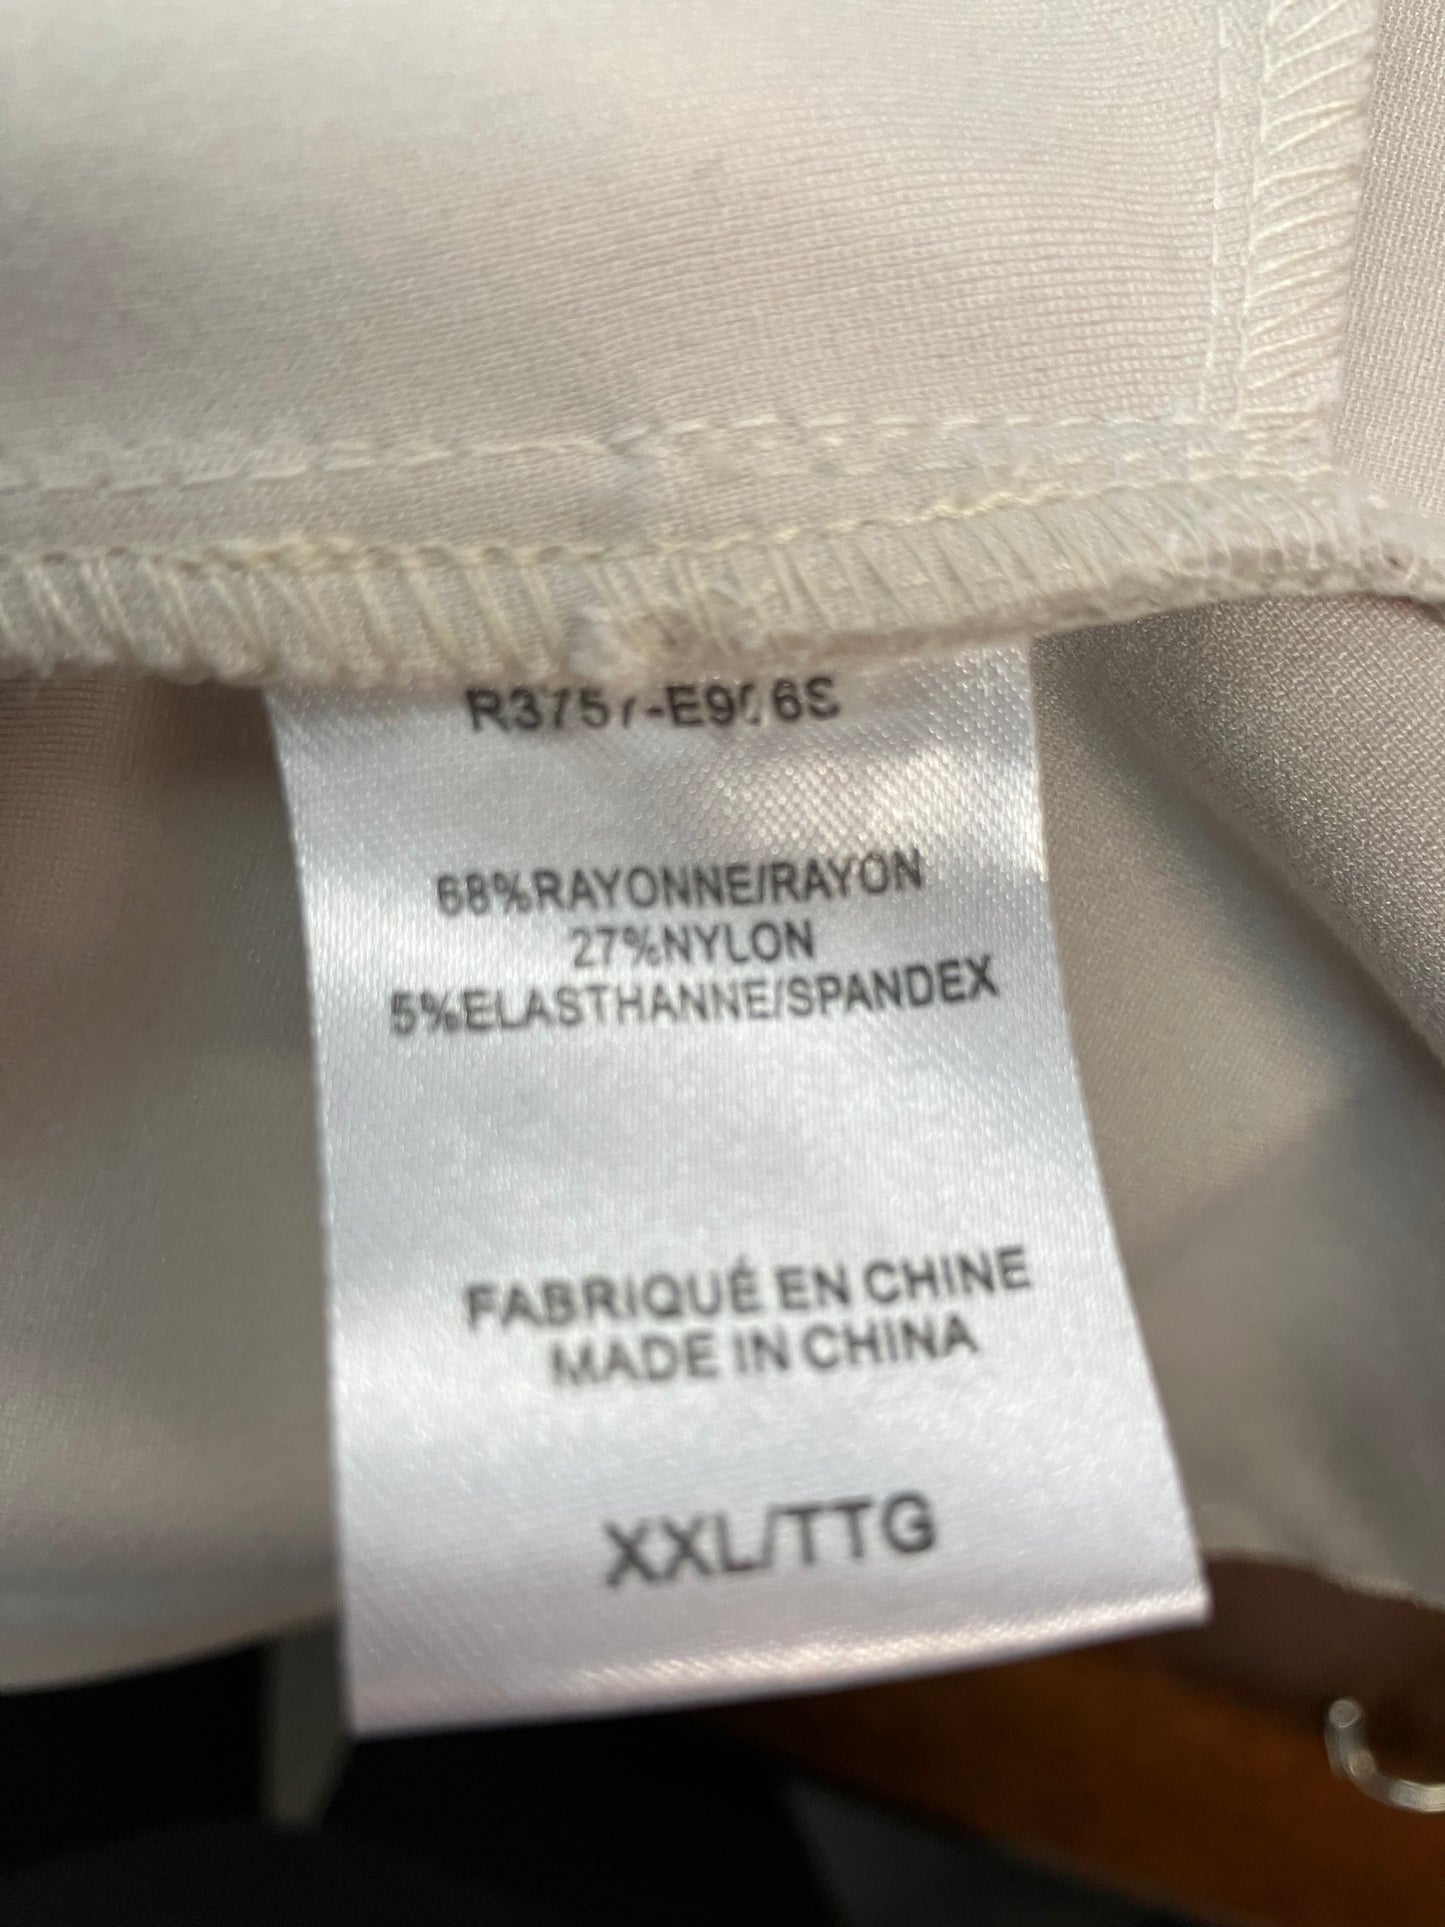 68%RAYONNE/RAYON
27%NYLON
5%ELASTHANNE/SPANDEX
FABRIQUÉ EN CHINE
MADE IN CHINA
XXL/TTG